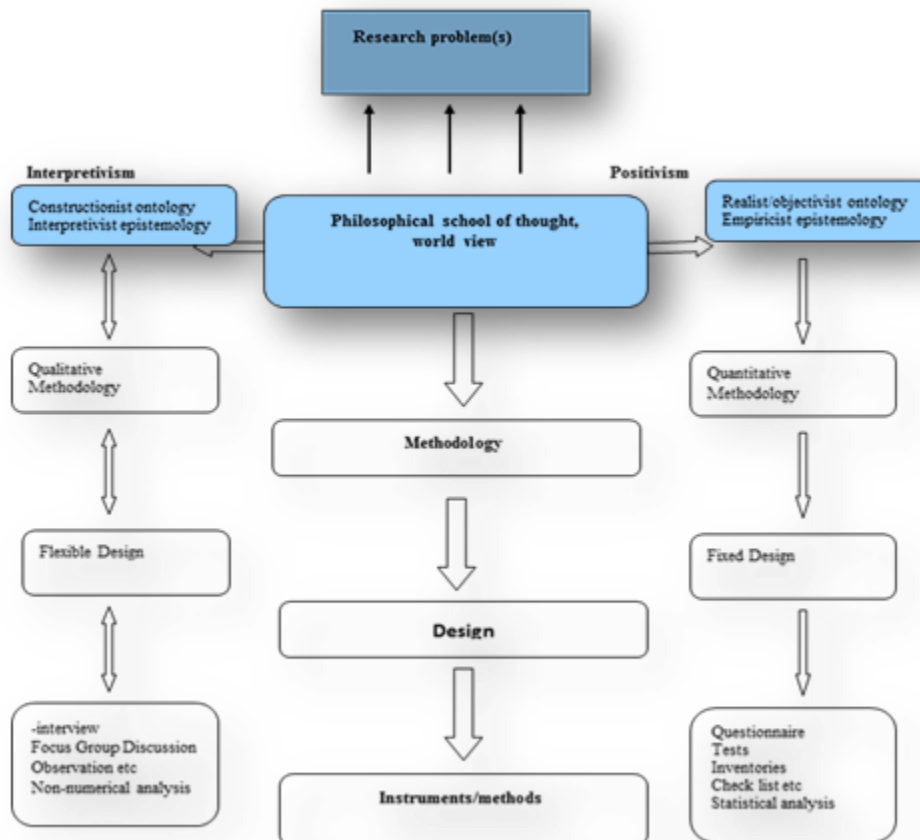 Research problem(s)
Interpretivism
Positivism
Constructionist ontology
Interpretivist epistemology
Philosophical school of thought,
world view
Realist/objectivist ontology
Empiricist epistemology
Qualitative
Methodology
Methodology
Quantitative
Methodology
Flexible Design
Design
Fixed Design
-interview
Focus Group Discussion
Observation etc
Non-numerical analysis
Instruments/methods
Questionnaire
Tests
Inventories
Check list etc
Statistical analysis